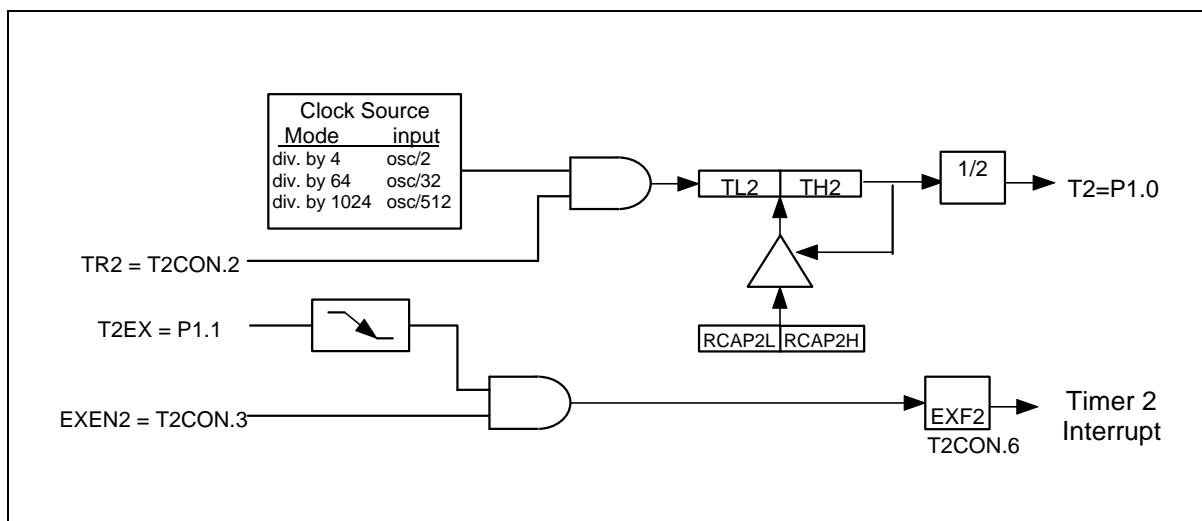 Clock Source
Mode input
div. by 4 osc/2
div. by 64 osc/32
div. by 1024 osc/512
TL2 TH2
1/2
T2=P1.0
TR2 = T2CON.2
T2EX = P1.1
RCAP2L RCAP2H
EXEN2 = T2CON.3
EXF2
T2CON.6
Timer 2
Interrupt